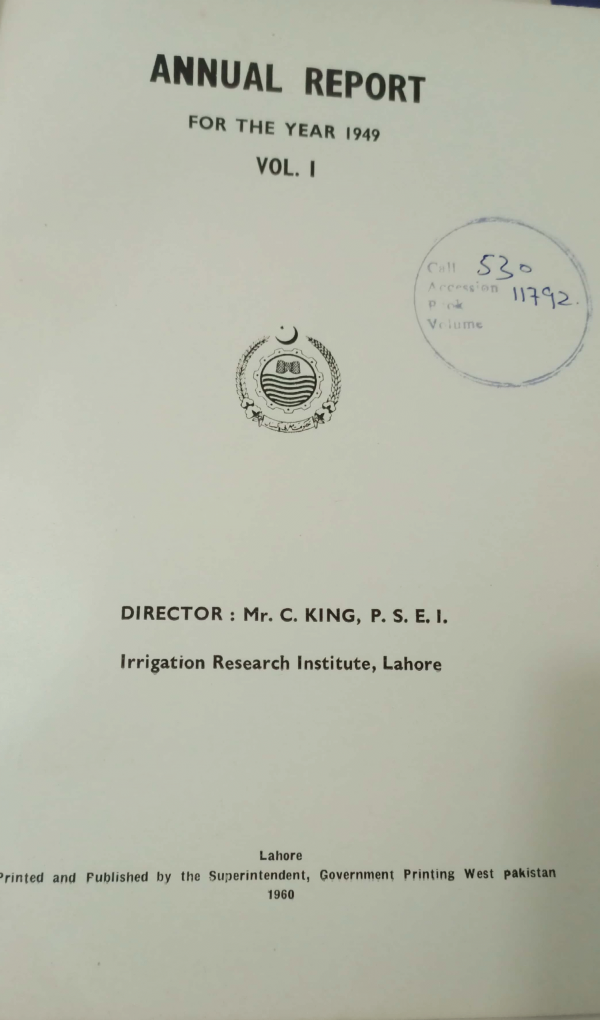 ANNUAL REPORT
FOR THE YEAR 1949
VOL. I
Call 530
Accession 11792.
Volume
DIRECTOR : Mr. C. KING, P. S. E. I.
Irrigation Research Institute, Lahore
Lahore
Printed and Published by the Superintendent, Government Printing West pakistan
1960